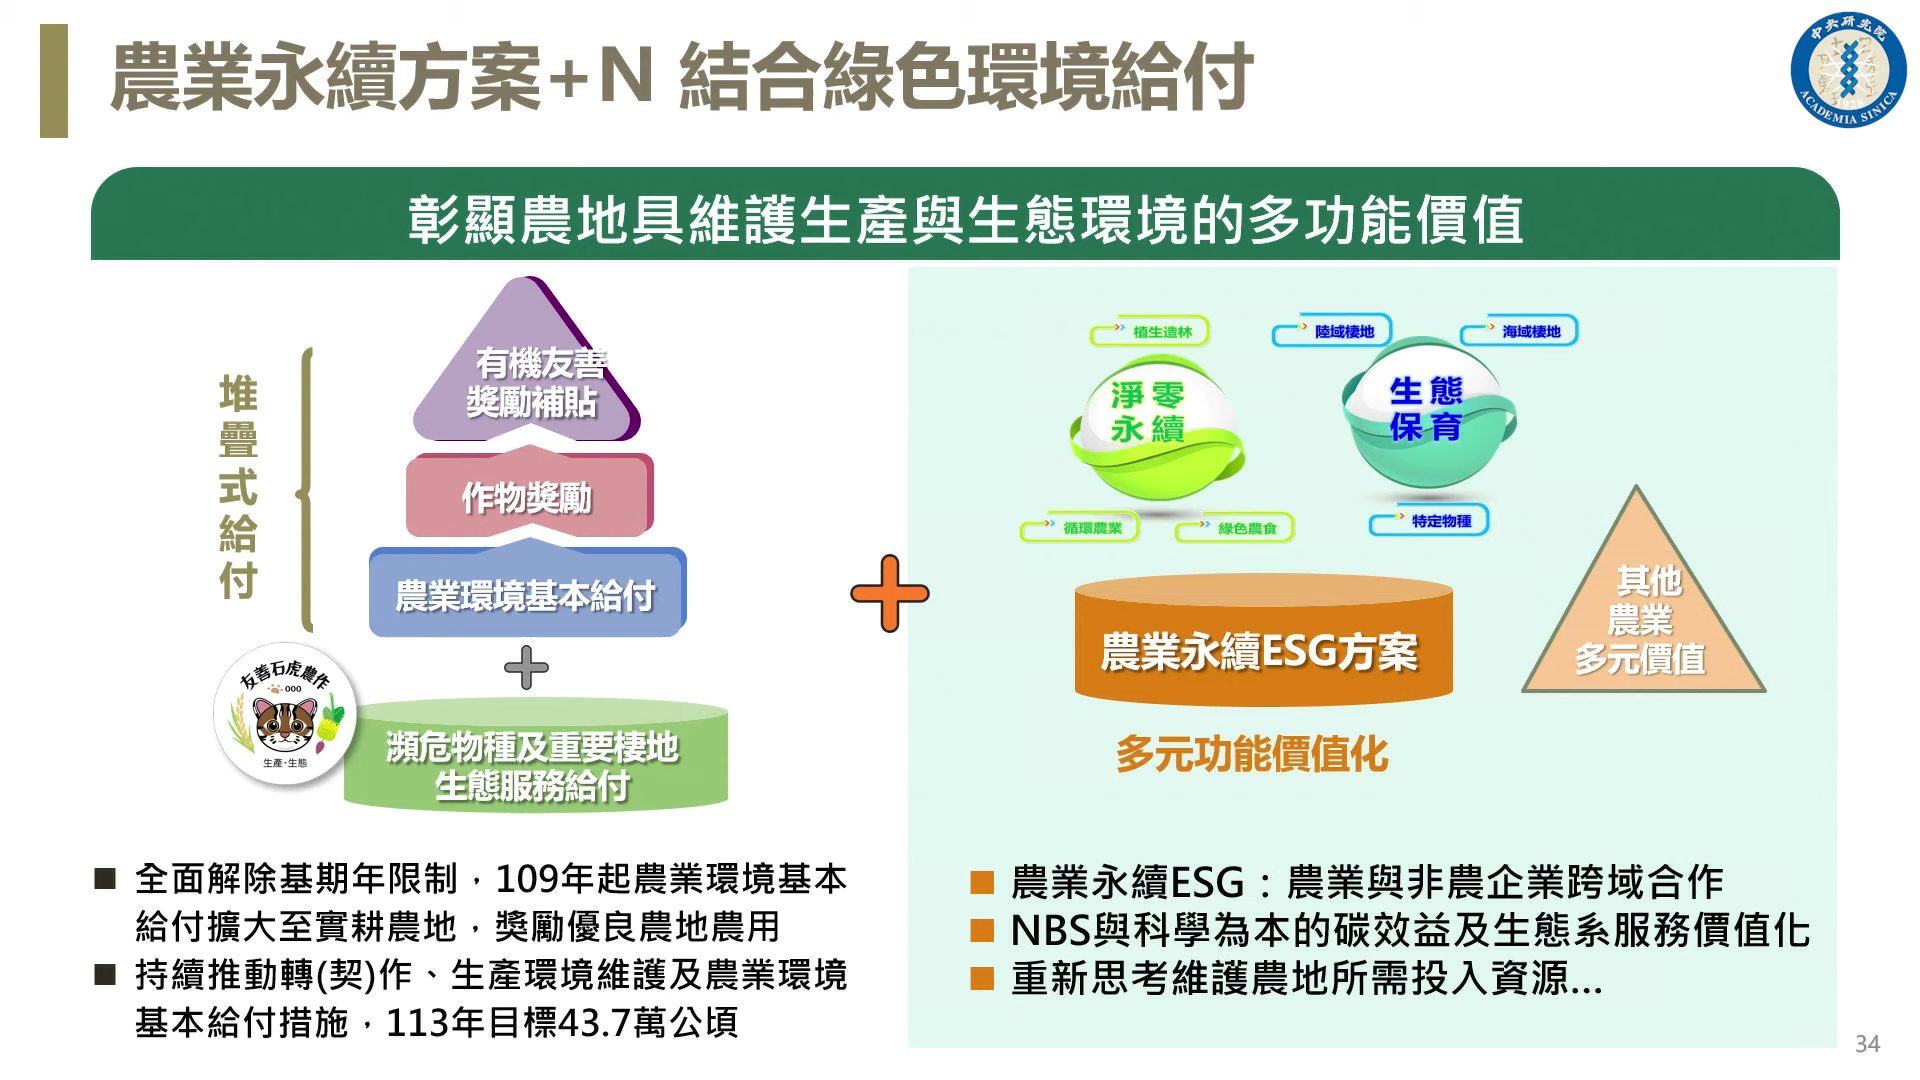 農業永續方案+N 結合綠色環境給付
中央研究院
ACADEMIA SINICA
彰顯農地具維護生產與生態環境的多功能價值
堆疊式給付
有機友善
獎勵補貼
作物獎勵
農業環境基本給付
友善石虎農作
000
生產·生態
瀕危物種及重要棲地
生態服務給付
植生造林
陸域棲地
海域棲地
淨零
永續
生態
保育
循環農業
綠色農食
特定物種
農業永續ESG方案
其他
農業
多元價值
多元功能價值化
■ 全面解除基期年限制，109年起農業環境基本
給付擴大至實耕農地，獎勵優良農地農用
■ 持續推動轉(契)作、生產環境維護及農業環境
基本給付措施，113年目標43.7萬公頃
■ 農業永續ESG：農業與非農企業跨域合作
■ NBS與科學為本的碳效益及生態系服務價值化
■ 重新思考維護農地所需投入資源...
34